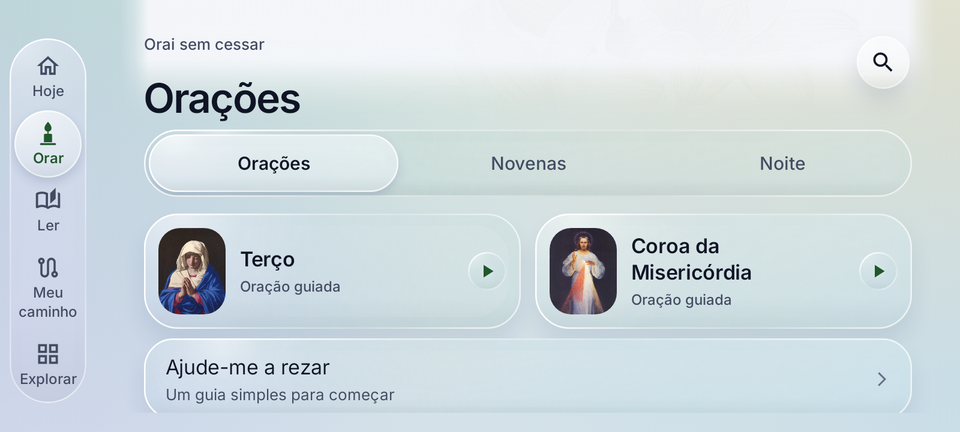 Orai sem cessar
Orações
Hoje
Orar
Ler
Meu
caminho
Explorar
Orações
Novenas
Noite
Terço
Oração guiada
Coroa da
Misericórdia
Oração guiada
Ajude-me a rezar
Um guia simples para começar